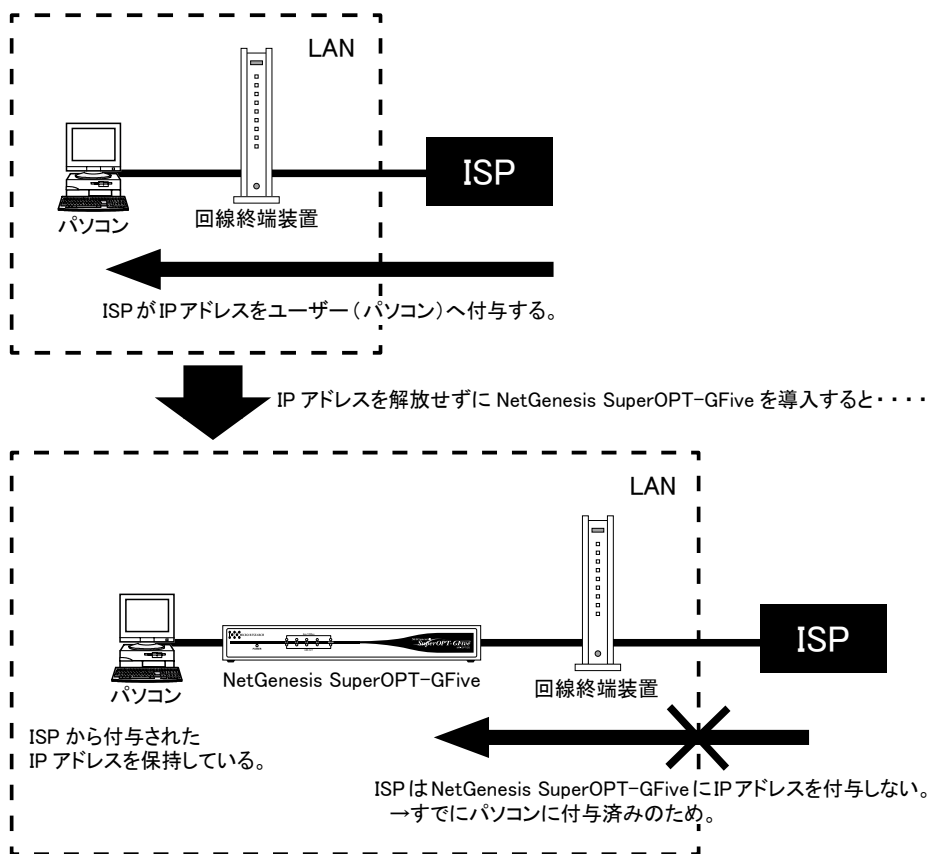 LAN
ISP
パソコン
回線終端装置
ISPがIPアドレスをユーザー(パソコン)へ付与する。
IP アドレスを解放せずに NetGenesis SuperOPT-GFive を導入すると・・・・
LAN
ISP
SuperOPT-GFive
NetGenesis SuperOPT-GFive
パソコン
回線終端装置
ISP から付与された
IP アドレスを保持している。
ISPはNetGenesis SuperOPT-GFiveにIPアドレスを付与しない。
→すでにパソコンに付与済みのため。